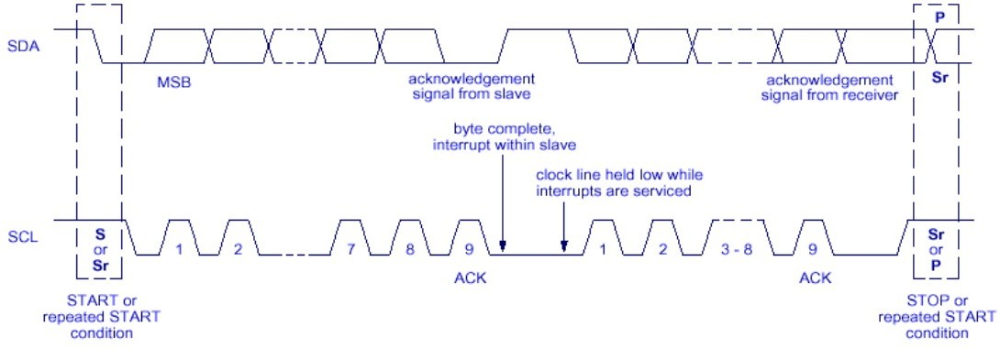 P
SDA
MSB
acknowledgement
signal from slave
acknowledgement
signal from receiver
Sr
byte complete,
interrupt within slave
clock line held low while
interrupts are serviced
SCL
S
or
Sr
1
2
7
8
9
1
2
3 - 8
9
Sr
or
P
ACK
ACK
START or
repeated START
condition
STOP or
repeated START
condition